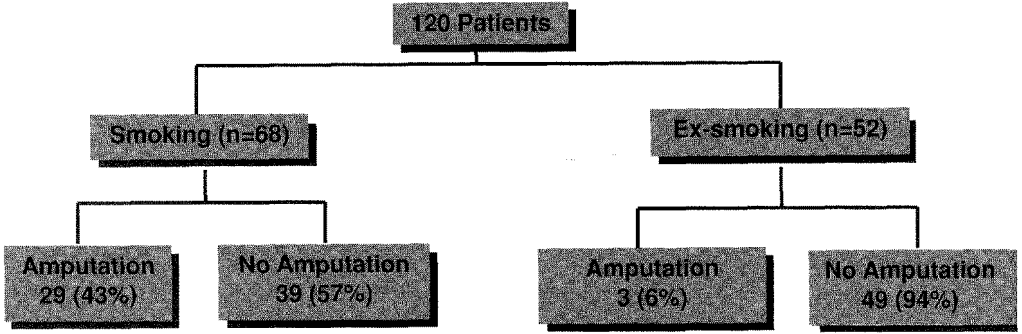 120 Patients
Smoking (n=68)
Ex-smoking (n=52)
Amputation
29 (43%)
No Amputation
39 (57%)
Amputation
3 (6%)
No Amputation
49 (94%)